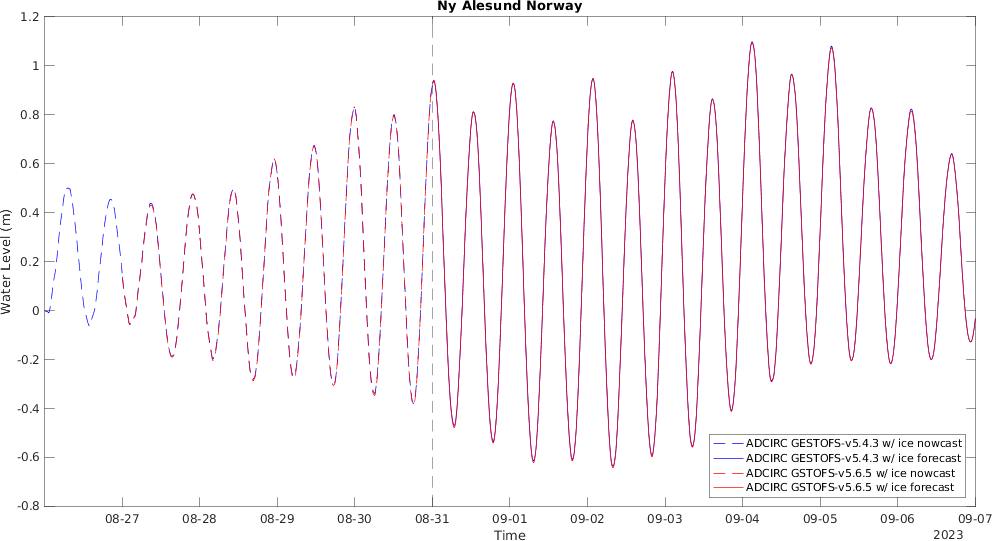 Ny Alesund Norway
1.2
1
0.8
0.6
0.4
0.2
0
-0.2
-0.4
-0.6
-0.8
Water Level (m)
ADCIRC GESTOFS-v5.4.3 w/ ice nowcast
ADCIRC GESTOFS-v5.4.3 w/ ice forecast
ADCIRC GSTOFS-v5.6.5 w/ ice nowcast
ADCIRC GSTOFS-v5.6.5 w/ ice forecast
08-27 08-28 08-29 08-30 08-31 09-01 09-02 09-03 09-04 09-05 09-06 09-07
Time
2023